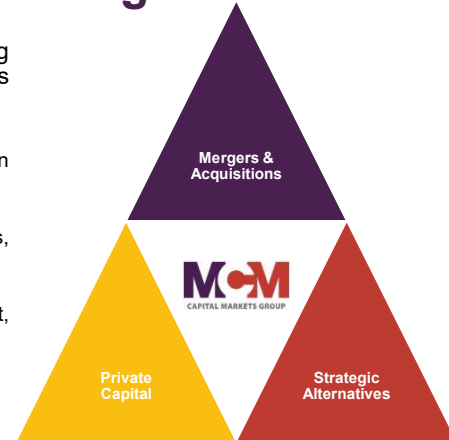 g
g
s
n
s,
t,
Mergers &
Acquisitions
MCM
CAPITAL MARKETS GROUP
Private
Capital
Strategic
Alternatives